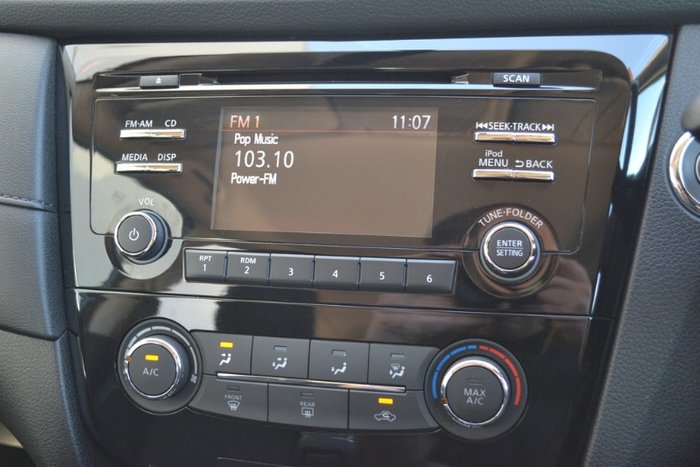 SCAN
FM·AM CD
MEDIA DISP
VOL
FM 1 11:07
Pop Music
103.10
Power-FM
SEEK·TRACK
iPod
MENU BACK
TUNE·FOLDER
ENTER
SETTING
RPT
1
RDM
2
3
4
5
6
A/C
FRONT
REAR
MAX
A/C